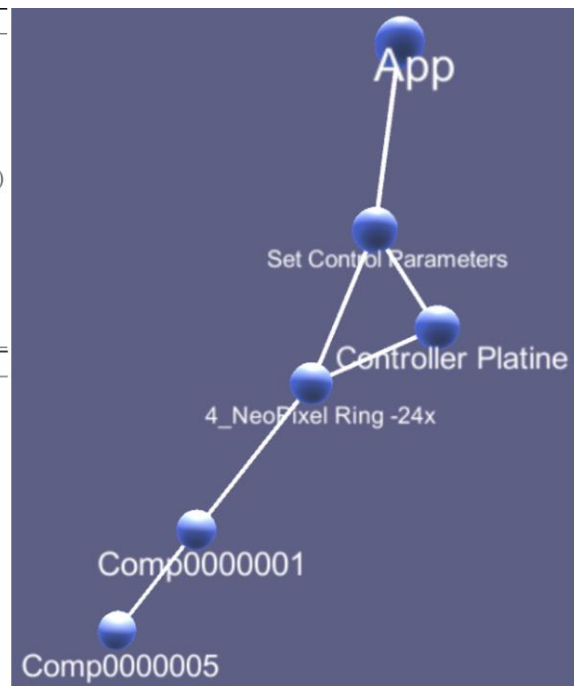 )
App
Set Control Parameters
Controller Platine
4_NeoPixel Ring -24x
Comp0000001
Comp0000005